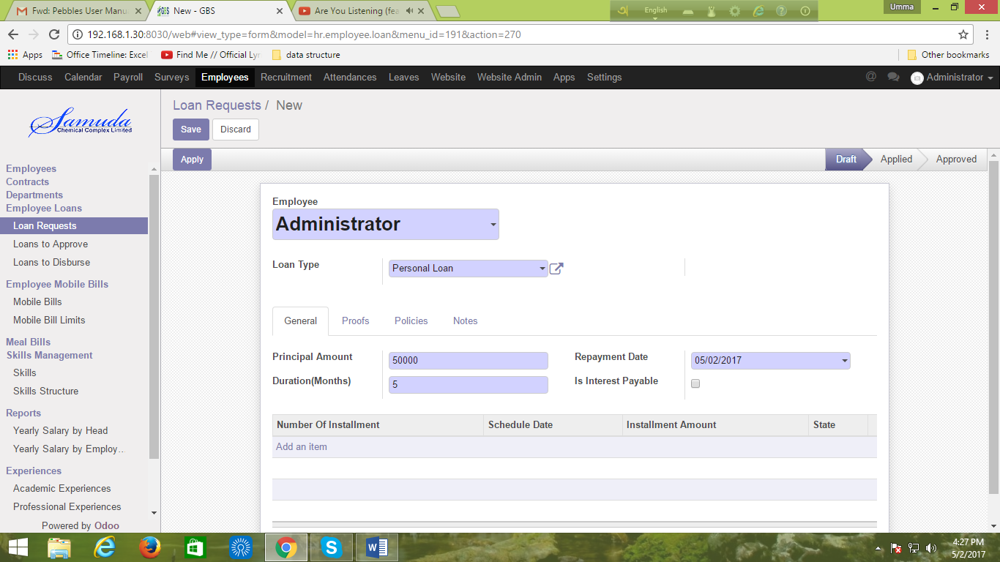 Fwd: Pebbles User Manu
New - GBS
Are You Listening (fea
English
Umma
192.168.1.30:8030/web#view_type=form&model=hr.employee.loan&menu_id=191&action=270
Apps
Office Timeline: Excel
Find Me // Official Lyr
data structure
Other bookmarks
Discuss Calendar Payroll Surveys Employees Recruitment Attendances Leaves Website Website Admin Apps Settings
@ Administrator
Samuda
Chemical Complex Limited
Loan Requests / New
Save Discard
Apply
Draft Applied Approved
Employees
Contracts
Departments
Employee Loans
Loan Requests
Loans to Approve
Loans to Disburse
Employee Mobile Bills
Mobile Bills
Mobile Bill Limits
Meal Bills
Skills Management
Skills
Skills Structure
Reports
Yearly Salary by Head
Yearly Salary by Employ…
Experiences
Academic Experiences
Professional Experiences
Powered by Odoo
Employee
Administrator
Loan Type Personal Loan
General Proofs Policies Notes
Principal Amount 50000 Repayment Date 05/02/2017
Duration(Months) 5 Is Interest Payable
Number Of Installment Schedule Date Installment Amount State
Add an item
4:27 PM
5/2/2017